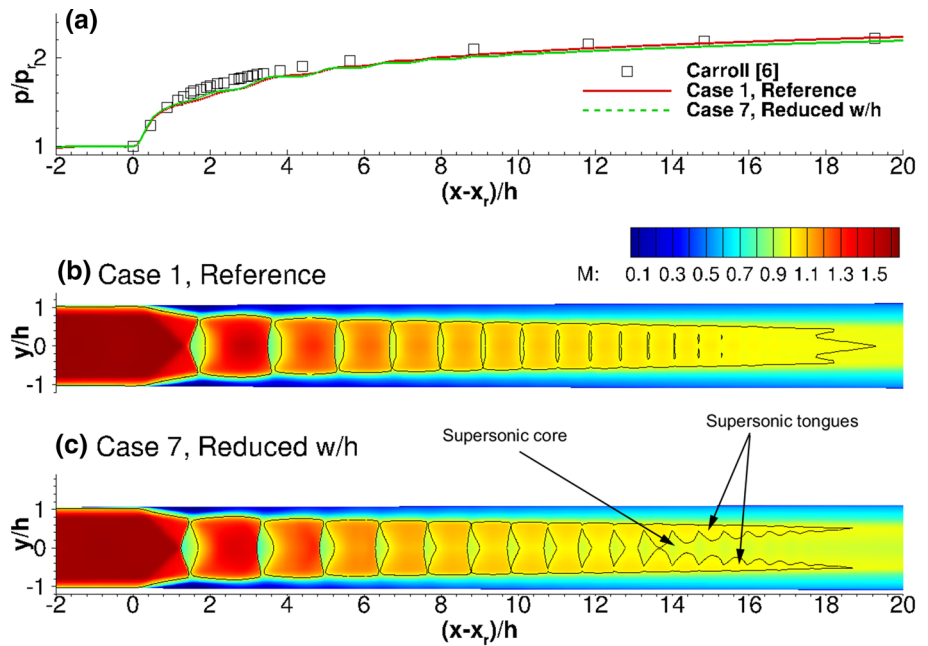 (a)
p/pr
2
1
Carroll [6]
Case 1, Reference
Case 7, Reduced w/h
-2 0 2 4 6 8 10 12 14 16 18 20
(x-xr)/h
M: 0.1 0.3 0.5 0.7 0.9 1.1 1.3 1.5
(b) Case 1, Reference
y/h
1
0
-1
(c) Case 7, Reduced w/h
Supersonic core
Supersonic tongues
y/h
1
0
-1
-2 0 2 4 6 8 10 12 14 16 18 20
(x-xr)/h